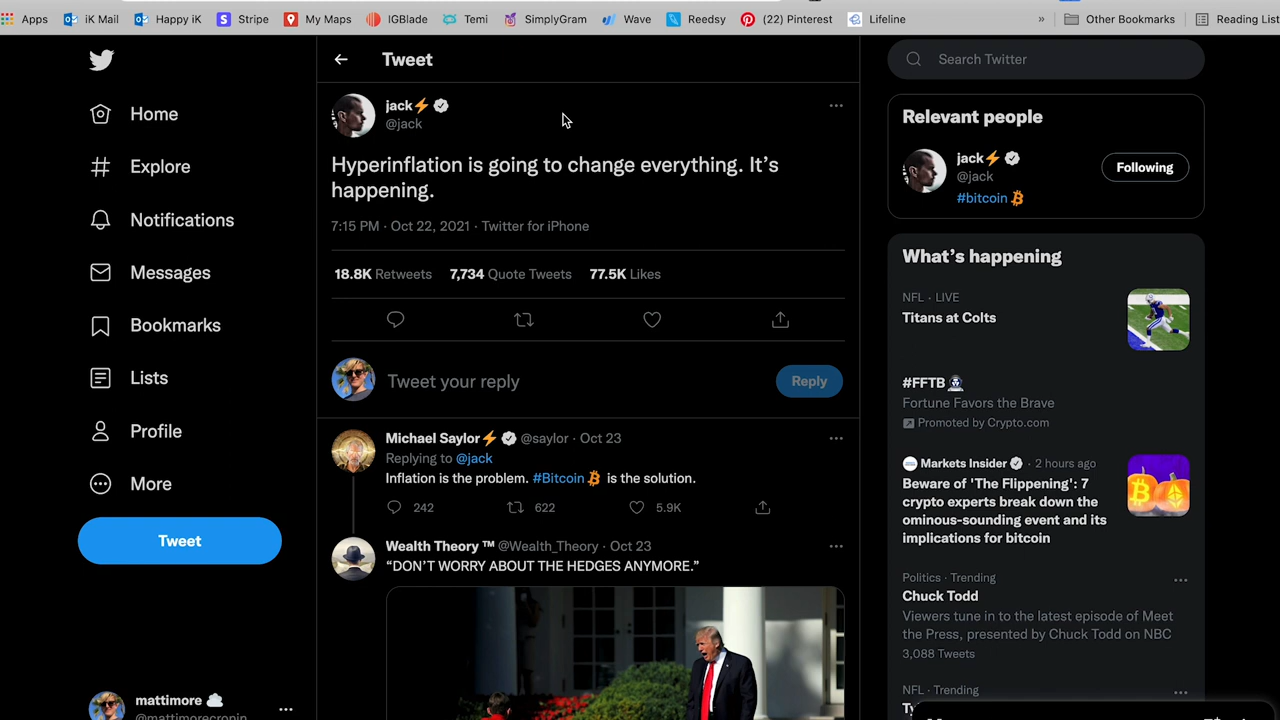 Apps iK Mail Happy iK Stripe My Maps IGBlade Temi SimplyGram Wave Reedsy (22) Pinterest Lifeline » Other Bookmarks Reading List
Home
Explore
Notifications
Messages
Bookmarks
Lists
Profile
More
Tweet
mattimore
@mattimorecronin
Tweet
jack⚡
@jack
Hyperinflation is going to change everything. It’s
happening.
7:15 PM · Oct 22, 2021 · Twitter for iPhone
18.8K Retweets 7,734 Quote Tweets 77.5K Likes
Tweet your reply
Reply
Michael Saylor⚡ @saylor · Oct 23
Replying to @jack
Inflation is the problem. #Bitcoin is the solution.
242 622 5.9K
Wealth Theory ™ @Wealth_Theory · Oct 23
“DON’T WORRY ABOUT THE HEDGES ANYMORE.”
Search Twitter
Relevant people
jack⚡
@jack
Following
#bitcoin
What’s happening
NFL · LIVE
Titans at Colts
#FFTB
Fortune Favors the Brave
Promoted by Crypto.com
Markets Insider · 2 hours ago
Beware of 'The Flippening': 7
crypto experts break down the
ominous-sounding event and its
implications for bitcoin
Politics · Trending
Chuck Todd
Viewers tune in to the latest episode of Meet
the Press, presented by Chuck Todd on NBC
3,088 Tweets
NFL · Trending